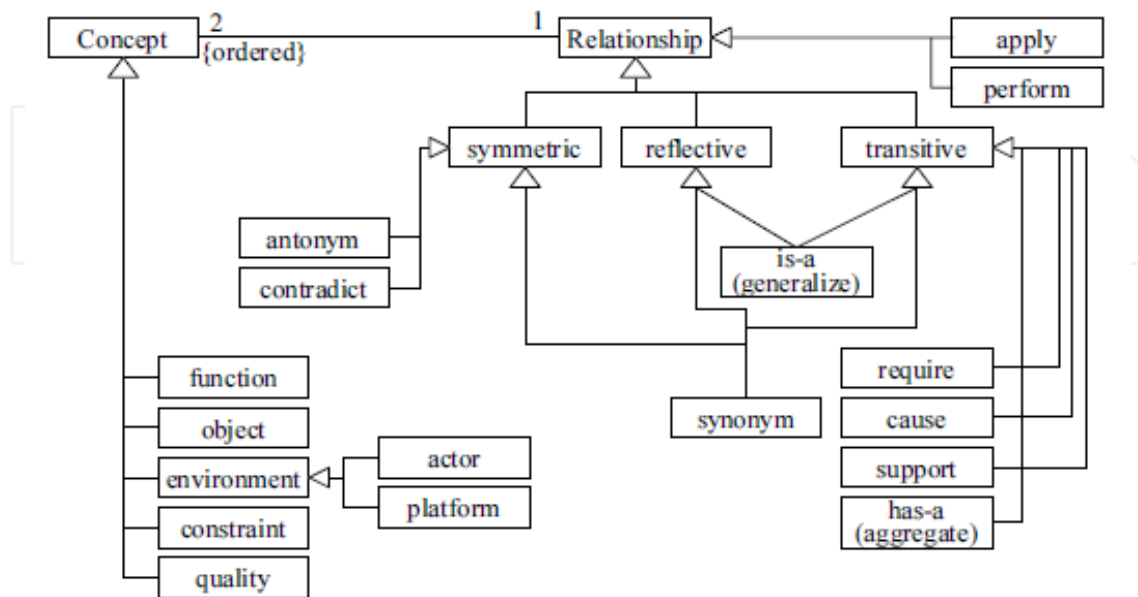 2
1
Concept
Relationship
apply
{ordered}
perform
symmetric
reflective
transitive
antonym
is-a
(generalize)
contradict
function
require
object
synonym
cause
actor
environment
support
platform
has-a
(aggregate)
constraint
quality